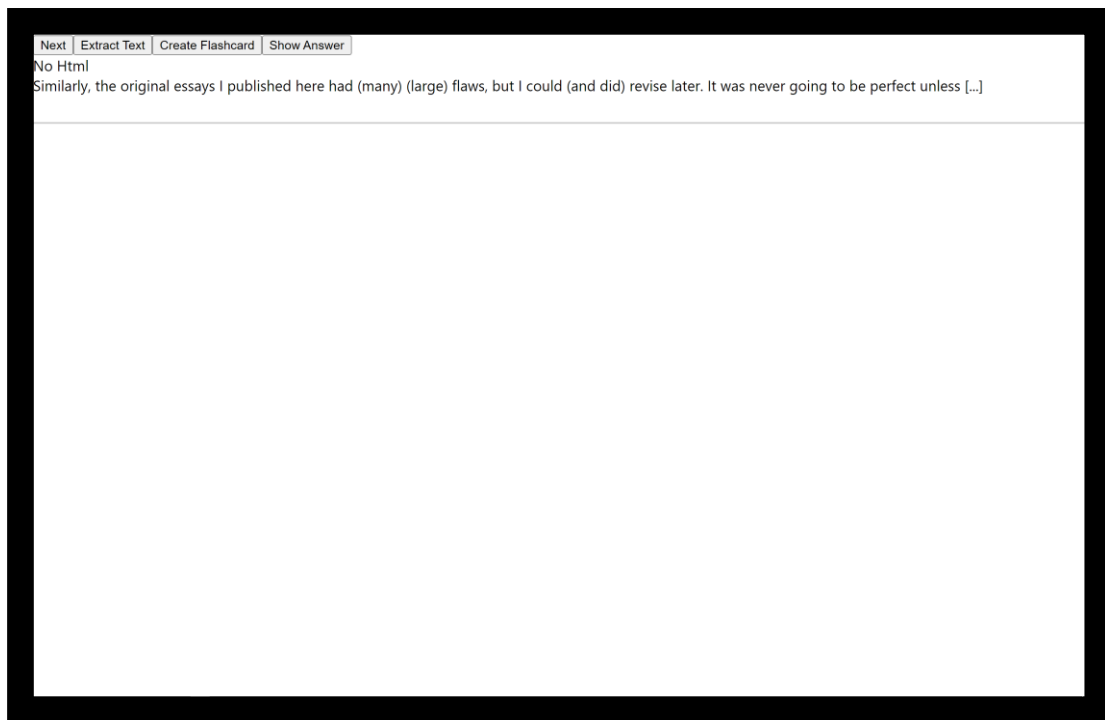 Next Extract Text Create Flashcard Show Answer
No Html
Similarly, the original essays I published here had (many) (large) flaws, but I could (and did) revise later. It was never going to be perfect unless [...]